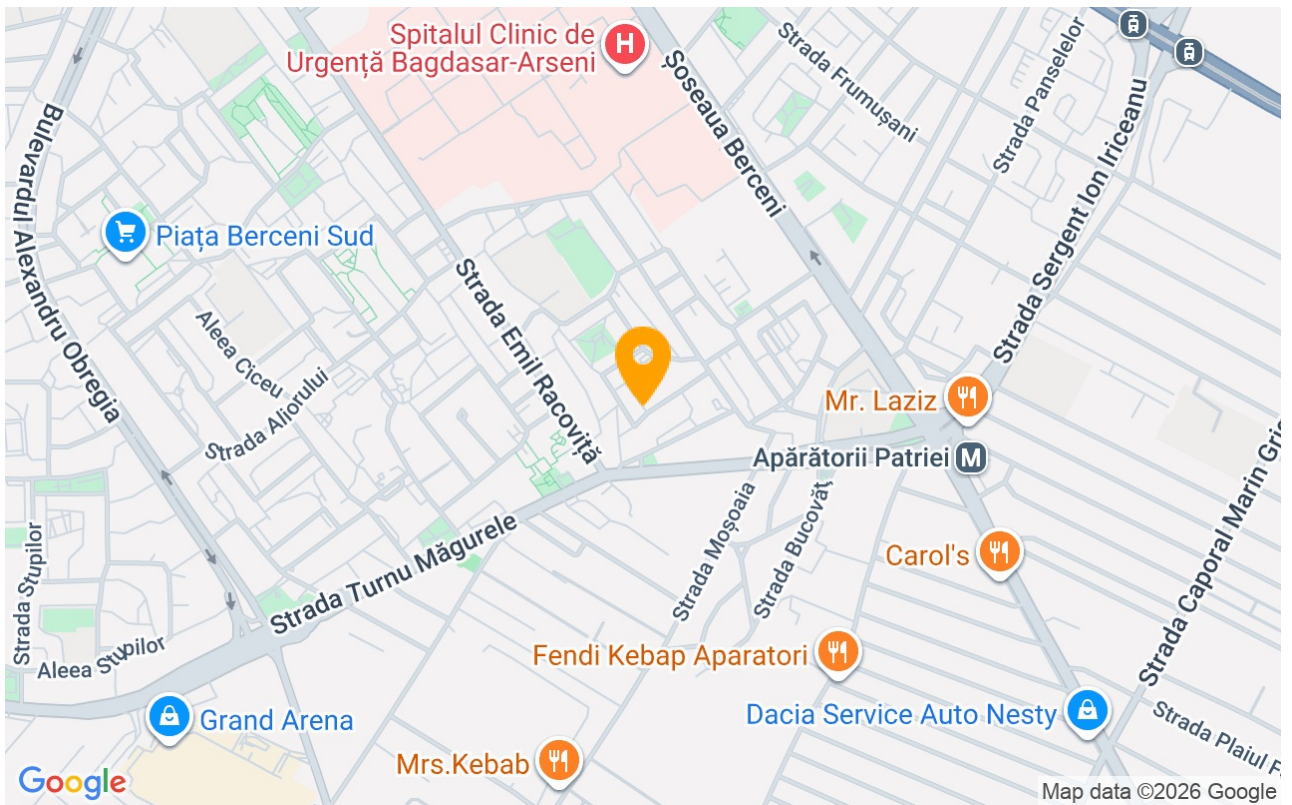 Spitalul Clinic de
Urgență Bagdasar-Arseni
H
Șoseaua Berceni
Strada Frumușani
Strada Panselelor
Strada Sergent Ion Iriceanu
Bulevardul Alexandru Obregia
Piața Berceni Sud
Strada Emil Racoviță
Aleea Ciceu
Strada Aliorului
Mr. Laziz
Apărătorii Patriei M
Strada Moșoaia
Strada Bucovăț
Carol's
Strada Caporal Marin Grig
Strada Turnu Măgurele
Strada Stupilor
Aleea Stupilor
Fendi Kebap Aparatori
Grand Arena
Dacia Service Auto Nesty
Strada Plaiul F
Mrs.Kebab
Google
Map data ©2026 Google